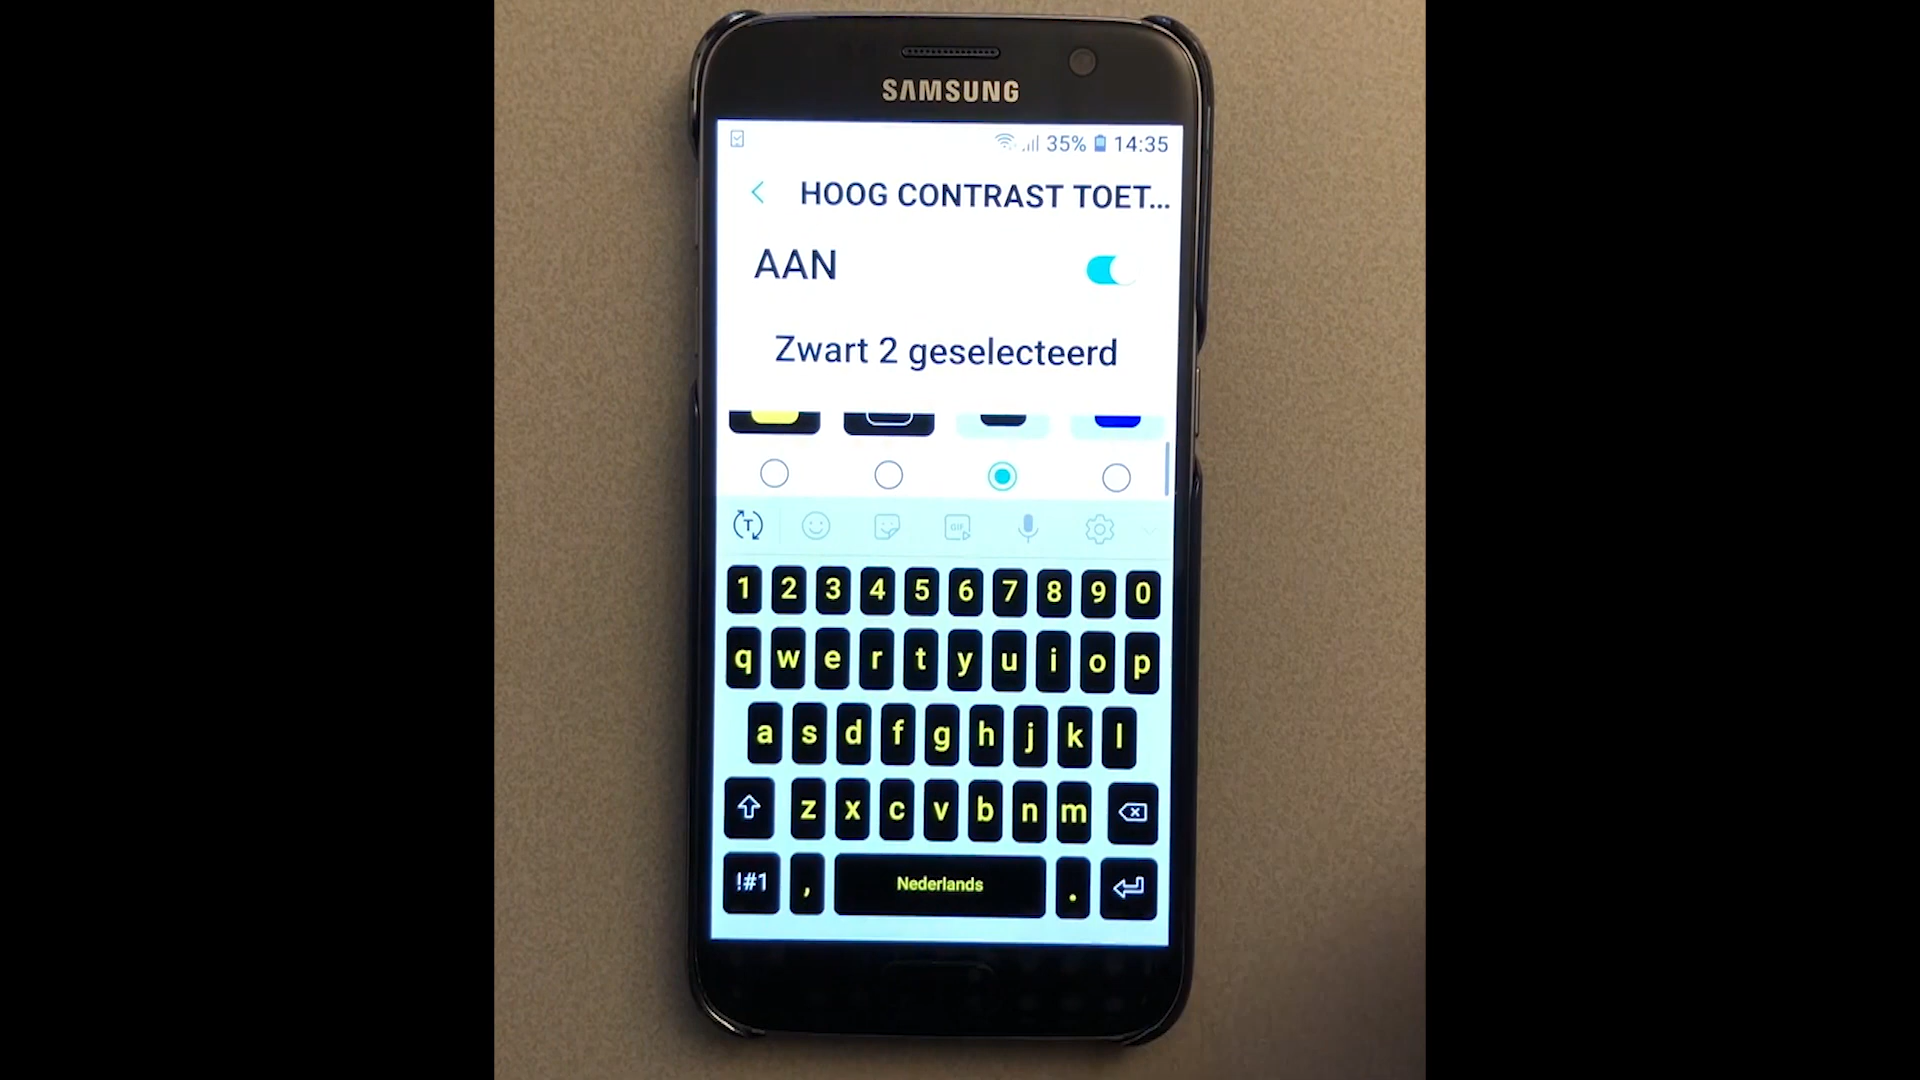 SAMSUNG
35% 14:35
HOOG CONTRAST TOET...
AAN
Zwart 2 geselecteerd
T GIF
1 2 3 4 5 6 7 8 9 0
q w e r t y u i o p
a s d f g h j k l
z x c v b n m
!#1 , Nederlands .